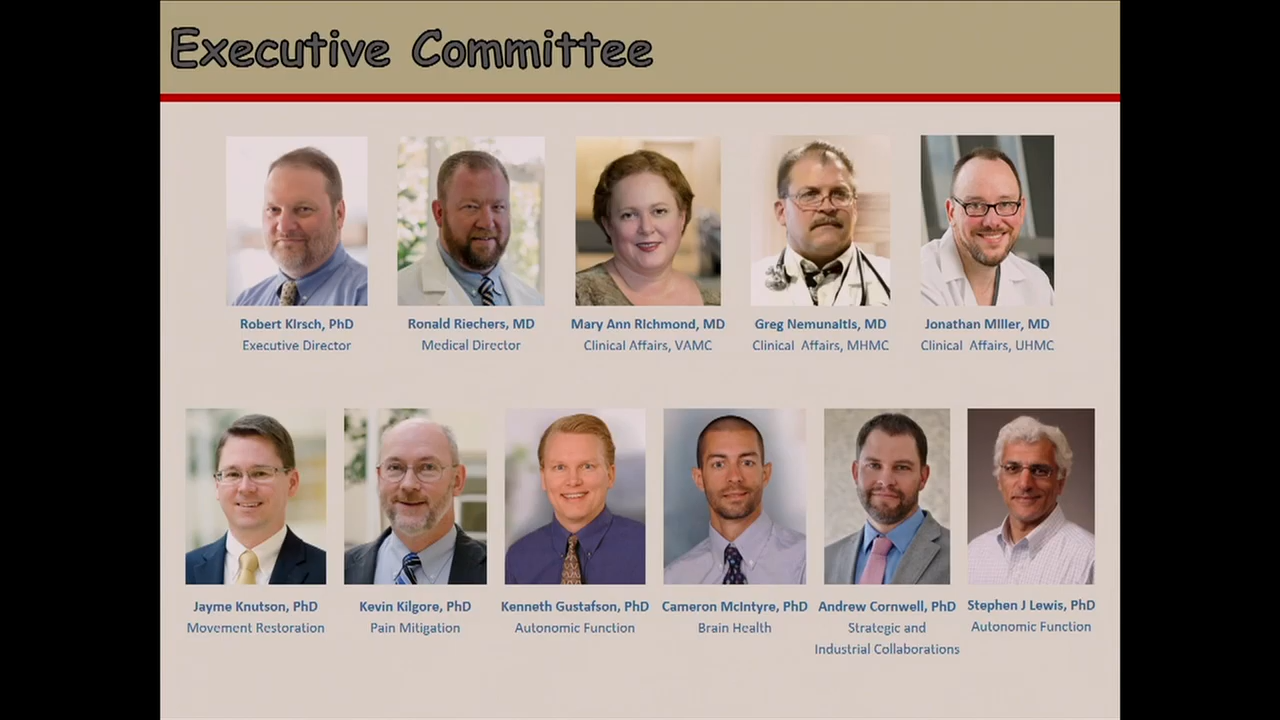 Executive Committee
Robert Kirsch, PhD
Executive Director
Ronald Riechers, MD
Medical Director
Mary Ann Richmond, MD
Clinical Affairs, VAMC
Greg Nemunaitis, MD
Clinical Affairs, MHMC
Jonathan Miller, MD
Clinical Affairs, UHMC
Jayme Knutson, PhD
Movement Restoration
Kevin Kilgore, PhD
Pain Mitigation
Kenneth Gustafson, PhD
Autonomic Function
Cameron McIntyre, PhD
Brain Health
Andrew Cornwell, PhD
Strategic and
Industrial Collaborations
Stephen J Lewis, PhD
Autonomic Function